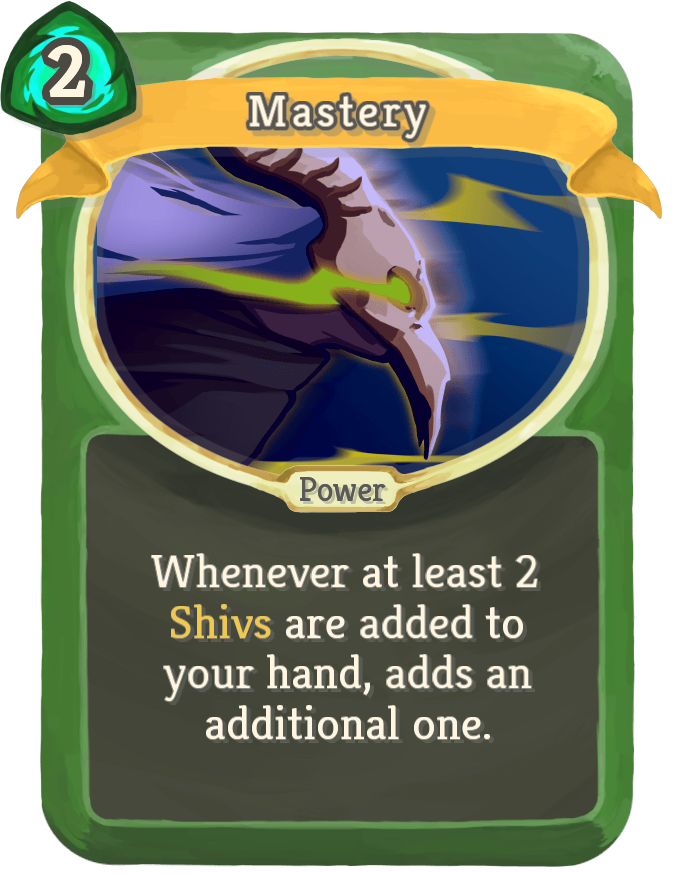 2
Mastery
Power
Whenever at least 2
Shivs are added to
your hand, adds an
additional one.